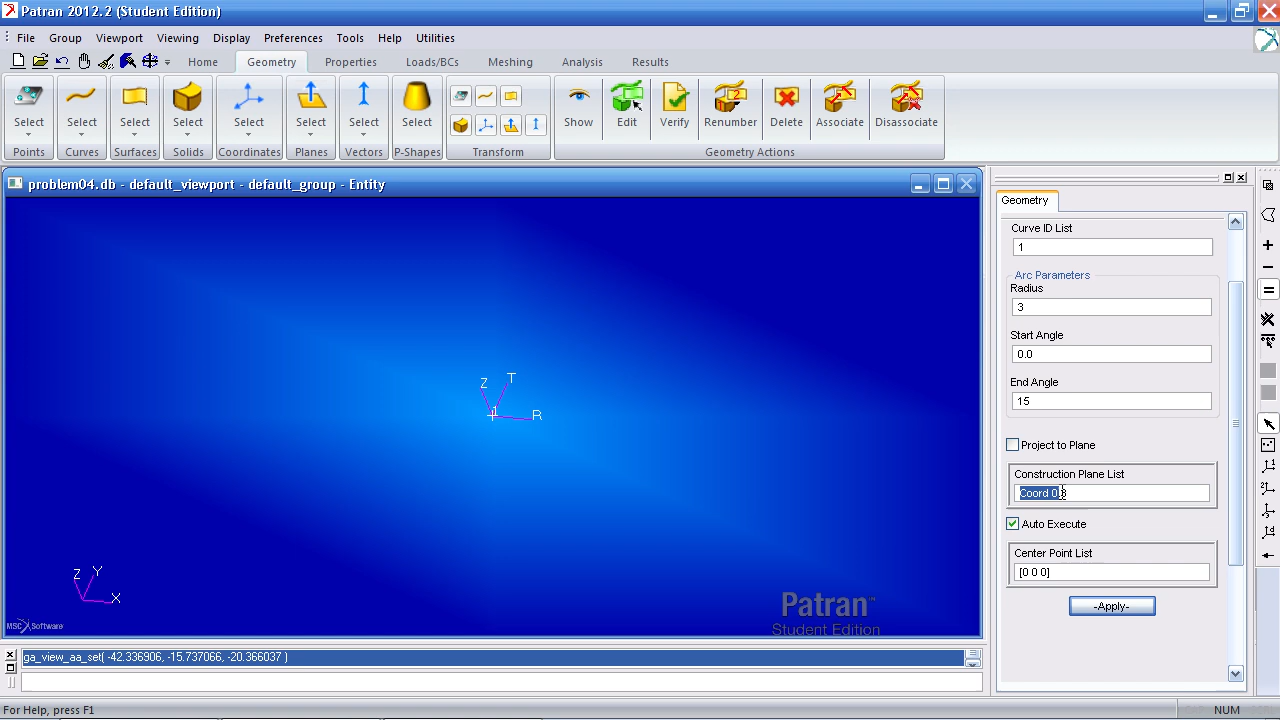 Patran 2012.2 (Student Edition)
File Group Viewport Viewing Display Preferences Tools Help Utilities
Home Geometry Properties Loads/BCs Meshing Analysis Results
Select Select Select Select Select Select Select Select Show Edit Verify Renumber Delete Associate Disassociate
Points Curves Surfaces Solids Coordinates Planes Vectors P-Shapes Transform Geometry Actions
problem04.db - default_viewport - default_group - Entity
Geometry
Curve ID List
1
Arc Parameters
Radius
3
Start Angle
0.0
End Angle
15
Project to Plane
Construction Plane List
Coord 0.3
Auto Execute
Center Point List
[0 0 0]
-Apply-
Z T
1 R
Z Y
X
MSC Software
Patran™
Student Edition
ga_view_aa_set( -42.336906, -15.737066, -20.366037 )
For Help, press F1
NUM